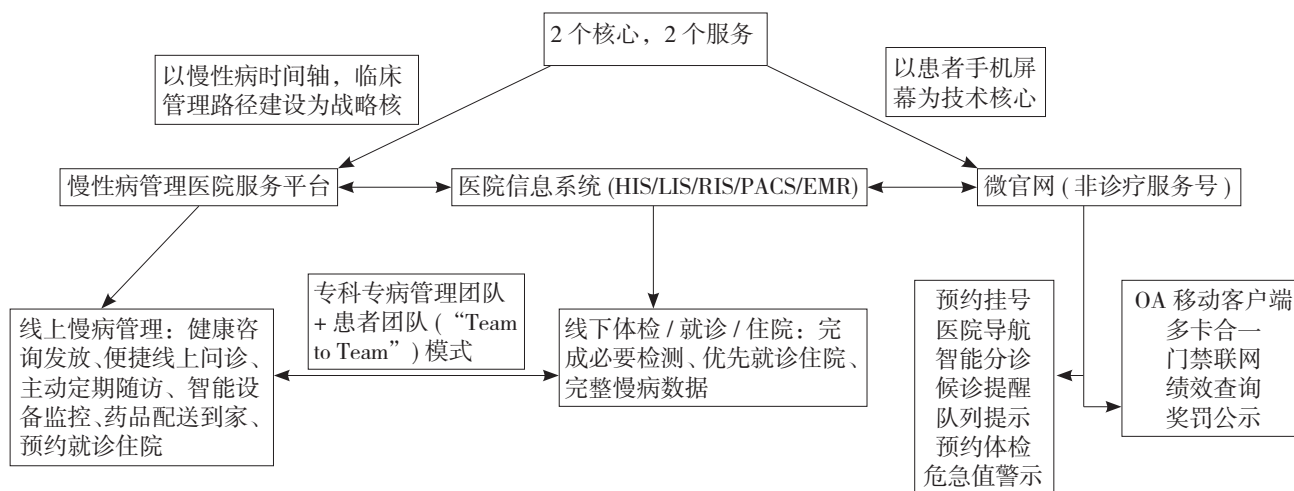 2 个核心，2 个服务
以慢性病时间轴，临床
管理路径建设为战略核
以患者手机屏
幕为技术核心
慢性病管理医院服务平台
医院信息系统 (HIS/LIS/RIS/PACS/EMR)
微官网 ( 非诊疗服务号 )
专科专病管理团队
+ 患者团队 (“Team
to Team”) 模式
线上慢病管理：健康咨
询发放、便捷线上问诊、
主动定期随访、智能设
备监控、药品配送到家、
预约就诊住院
线下体检 / 就诊 / 住院：完
成必要检测、优先就诊住院、
完整慢病数据
预约挂号
医院导航
智能分诊
候诊提醒
队列提示
预约体检
危急值警示
OA 移动客户端
多卡合一
门禁联网
绩效查询
奖罚公示